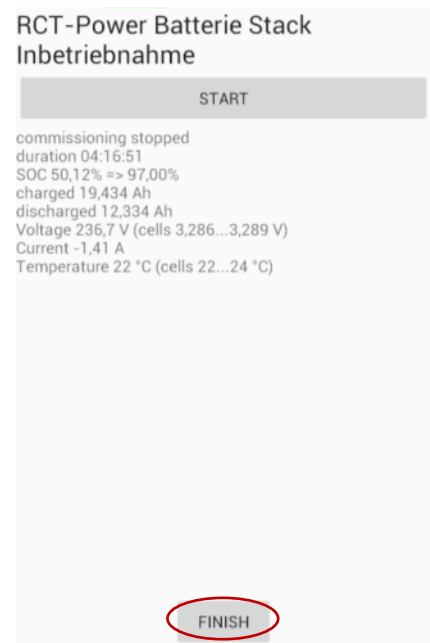 RCT-Power Batterie Stack
Inbetriebnahme
START
commissioning stopped
duration 04:16:51
SOC 50,12% => 97,00%
charged 19,434 Ah
discharged 12,334 Ah
Voltage 236,7 V (cells 3,286...3,289 V)
Current -1,41 A
Temperature 22 °C (cells 22...24 °C)
FINISH